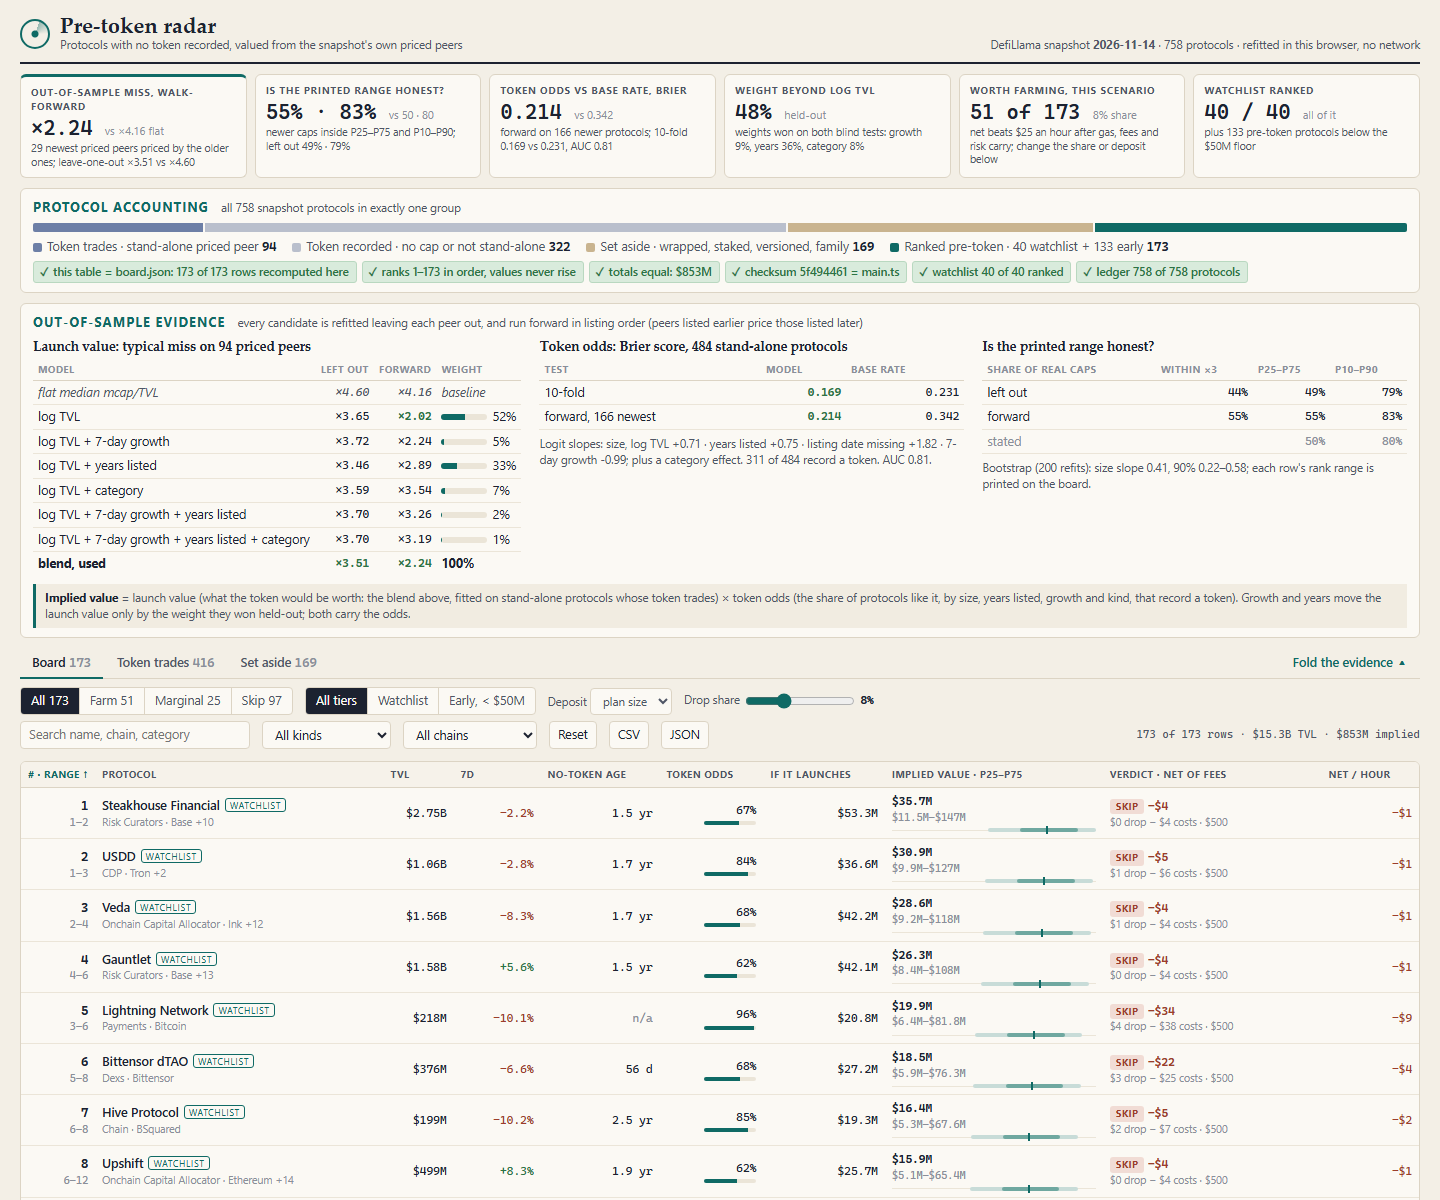 Pre-token radar
Protocols with no token recorded, valued from the snapshot's own priced peers
DefiLlama snapshot 2026-11-14 · 758 protocols · refitted in this browser, no network
OUT-OF-SAMPLE MISS, WALK-
FORWARD
×2.24 vs ×4.16 flat
29 newest priced peers priced by the older
ones; leave-one-out ×3.51 vs ×4.60
IS THE PRINTED RANGE HONEST?
55% · 83% vs 50 · 80
newer caps inside P25–P75 and P10–P90;
left out 49% · 79%
TOKEN ODDS VS BASE RATE, BRIER
0.214 vs 0.342
forward on 166 newer protocols; 10-fold
0.169 vs 0.231, AUC 0.81
WEIGHT BEYOND LOG TVL
48% held-out
weights won on both blind tests: growth
9%, years 36%, category 8%
WORTH FARMING, THIS SCENARIO
51 of 173 8% share
net beats $25 an hour after gas, fees and
risk carry; change the share or deposit
below
WATCHLIST RANKED
40 / 40 all of it
plus 133 pre-token protocols below the
$50M floor
PROTOCOL ACCOUNTING all 758 snapshot protocols in exactly one group
Token trades · stand-alone priced peer 94 Token recorded · no cap or not stand-alone 322 Set aside · wrapped, staked, versioned, family 169 Ranked pre-token · 40 watchlist + 133 early 173
✓ this table = board.json: 173 of 173 rows recomputed here ✓ ranks 1–173 in order, values never rise ✓ totals equal: $853M ✓ checksum 5f494461 = main.ts ✓ watchlist 40 of 40 ranked ✓ ledger 758 of 758 protocols
OUT-OF-SAMPLE EVIDENCE every candidate is refitted leaving each peer out, and run forward in listing order (peers listed earlier price those listed later)
Launch value: typical miss on 94 priced peers
MODEL LEFT OUT FORWARD WEIGHT
flat median mcap/TVL ×4.60 ×4.16 baseline
log TVL ×3.65 ×2.02 52%
log TVL + 7-day growth ×3.72 ×2.24 5%
log TVL + years listed ×3.46 ×2.89 33%
log TVL + category ×3.59 ×3.54 7%
log TVL + 7-day growth + years listed ×3.70 ×3.26 2%
log TVL + 7-day growth + years listed + category ×3.70 ×3.19 1%
blend, used ×3.51 ×2.24 100%
Token odds: Brier score, 484 stand-alone protocols
TEST MODEL BASE RATE
10-fold 0.169 0.231
forward, 166 newest 0.214 0.342
Logit slopes: size, log TVL +0.71 · years listed +0.75 · listing date missing +1.82 · 7-
day growth -0.99; plus a category effect. 311 of 484 record a token. AUC 0.81.
Is the printed range honest?
SHARE OF REAL CAPS WITHIN ×3 P25–P75 P10–P90
left out 44% 49% 79%
forward 55% 55% 83%
stated 50% 80%
Bootstrap (200 refits): size slope 0.41, 90% 0.22–0.58; each row's rank range is
printed on the board.
Implied value = launch value (what the token would be worth: the blend above, fitted on stand-alone protocols whose token trades) × token odds (the share of protocols like it, by size, years listed, growth and kind, that record a token). Growth and years move the
launch value only by the weight they won held-out; both carry the odds.
Board 173 Token trades 416 Set aside 169 Fold the evidence ▲
All 173 Farm 51 Marginal 25 Skip 97 All tiers Watchlist Early, < $50M Deposit plan size Drop share 8%
Search name, chain, category All kinds All chains Reset CSV JSON 173 of 173 rows · $15.3B TVL · $853M implied
# · RANGE ↑ PROTOCOL TVL 7D NO-TOKEN AGE TOKEN ODDS IF IT LAUNCHES IMPLIED VALUE · P25–P75 VERDICT · NET OF FEES NET / HOUR
1 Steakhouse Financial WATCHLIST $2.75B −2.2% 1.5 yr 67% $53.3M $35.7M SKIP −$4 −$1
1–2 Risk Curators · Base +10 $11.5M–$147M $0 drop − $4 costs · $500
2 USDD WATCHLIST $1.06B −2.8% 1.7 yr 84% $36.6M $30.9M SKIP −$5 −$1
1–3 CDP · Tron +2 $9.9M–$127M $1 drop − $6 costs · $500
3 Veda WATCHLIST $1.56B −8.3% 1.7 yr 68% $42.2M $28.6M SKIP −$4 −$1
2–4 Onchain Capital Allocator · Ink +12 $9.2M–$118M $1 drop − $4 costs · $500
4 Gauntlet WATCHLIST $1.58B +5.6% 1.5 yr 62% $42.1M $26.3M SKIP −$4 −$1
4–6 Risk Curators · Base +13 $8.4M–$108M $0 drop − $4 costs · $500
5 Lightning Network WATCHLIST $218M −10.1% n/a 96% $20.8M $19.9M SKIP −$34 −$9
3–6 Payments · Bitcoin $6.4M–$81.8M $4 drop − $38 costs · $500
6 Bittensor dTAO WATCHLIST $376M −6.6% 56 d 68% $27.2M $18.5M SKIP −$22 −$4
5–8 Dexs · Bittensor $5.9M–$76.3M $3 drop − $25 costs · $500
7 Hive Protocol WATCHLIST $199M −10.2% 2.5 yr 85% $19.3M $16.4M SKIP −$5 −$2
6–8 Chain · BSquared $5.3M–$67.6M $2 drop − $7 costs · $500
8 Upshift WATCHLIST $499M +8.3% 1.9 yr 62% $25.7M $15.9M SKIP −$4 −$1
6–12 Onchain Capital Allocator · Ethereum +14 $5.1M–$65.4M $0 drop − $4 costs · $500